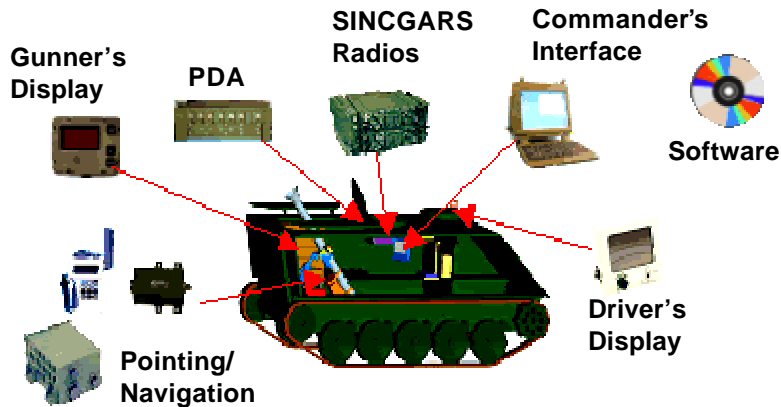 Gunner's
Display
PDA
SINCGARS
Radios
Commander's
Interface
Software
Driver's
Display
Pointing/
Navigation